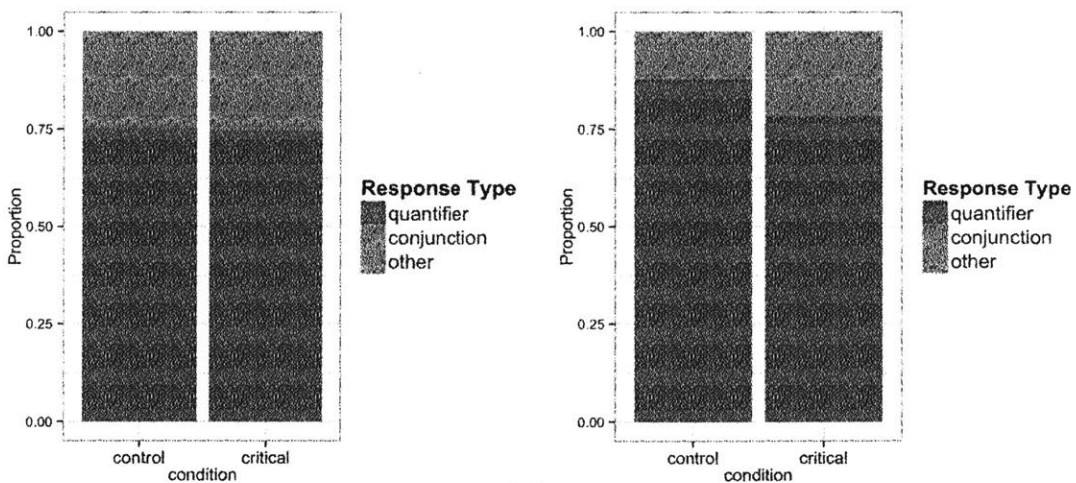 1.00
0.75
0.50
0.25
0.00
Proportion
control critical
condition
Response Type
quantifier
conjunction
other
1.00
0.75
0.50
0.25
0.00
Proportion
control critical
condition
Response Type
quantifier
conjunction
other